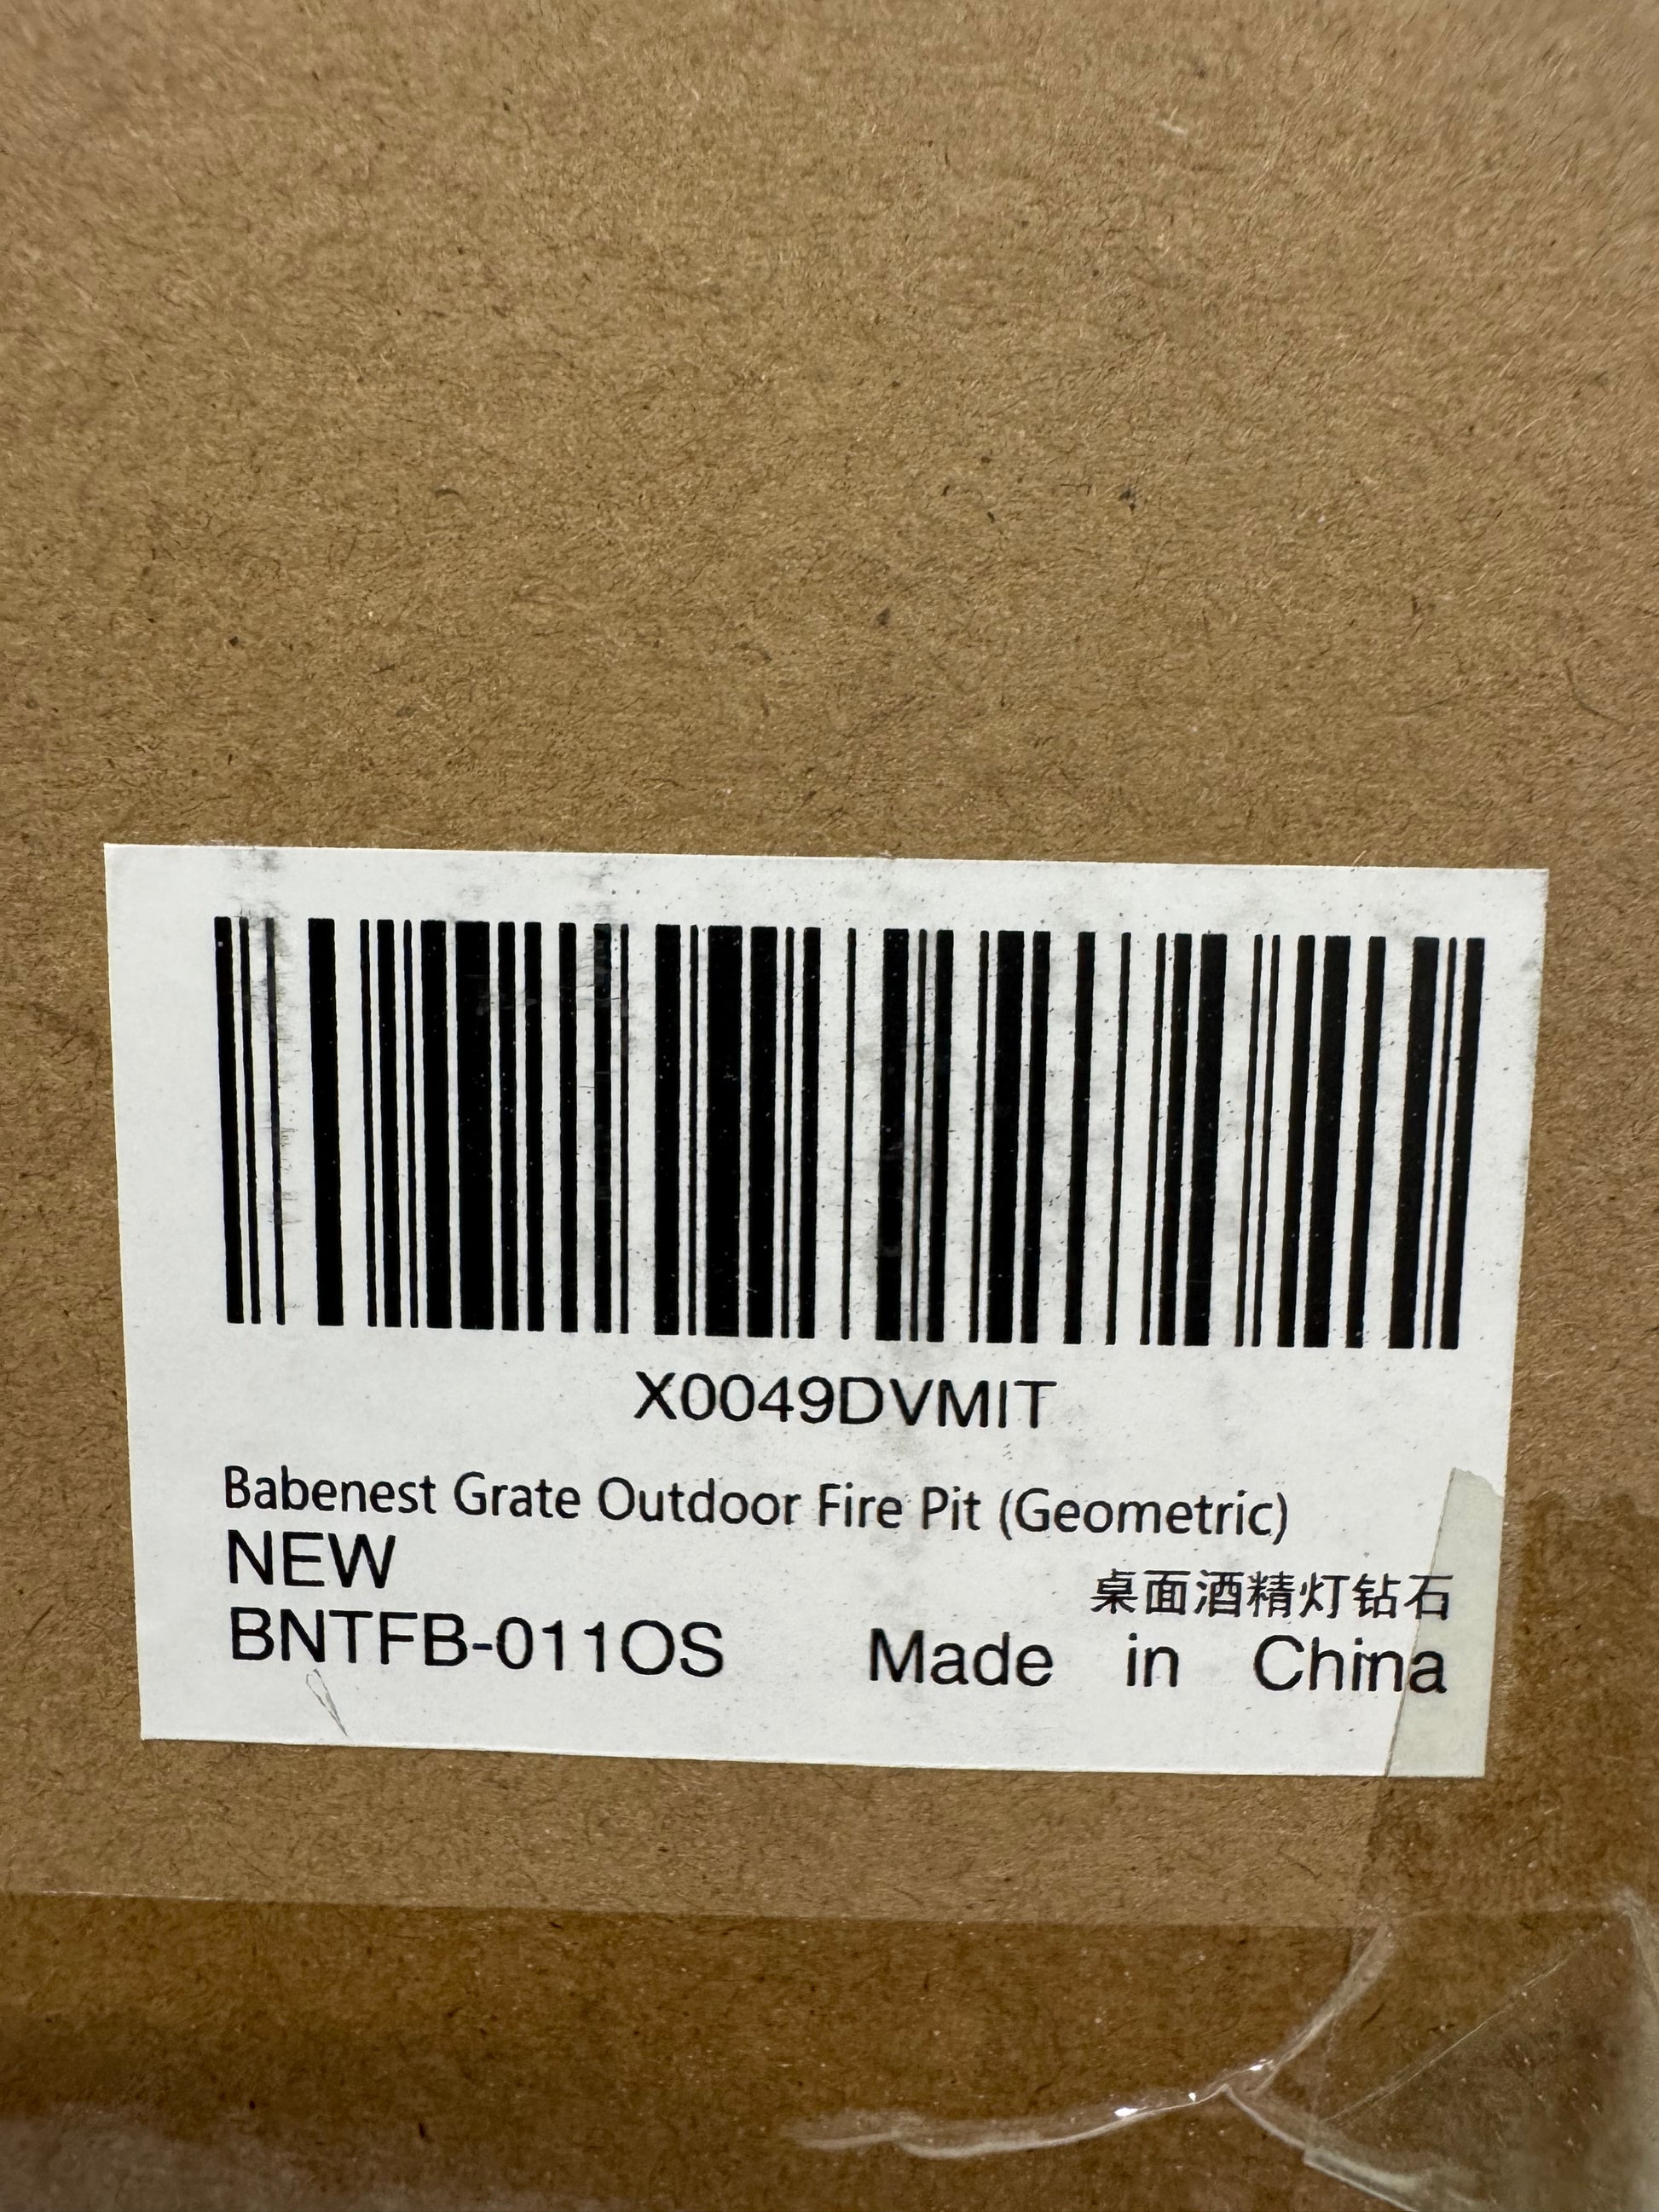 X0049DVMIT
Babenest Grate Outdoor Fire Pit (Geometric)
NEW
桌面酒精灯钻石
BNTFB-011OS Made in China